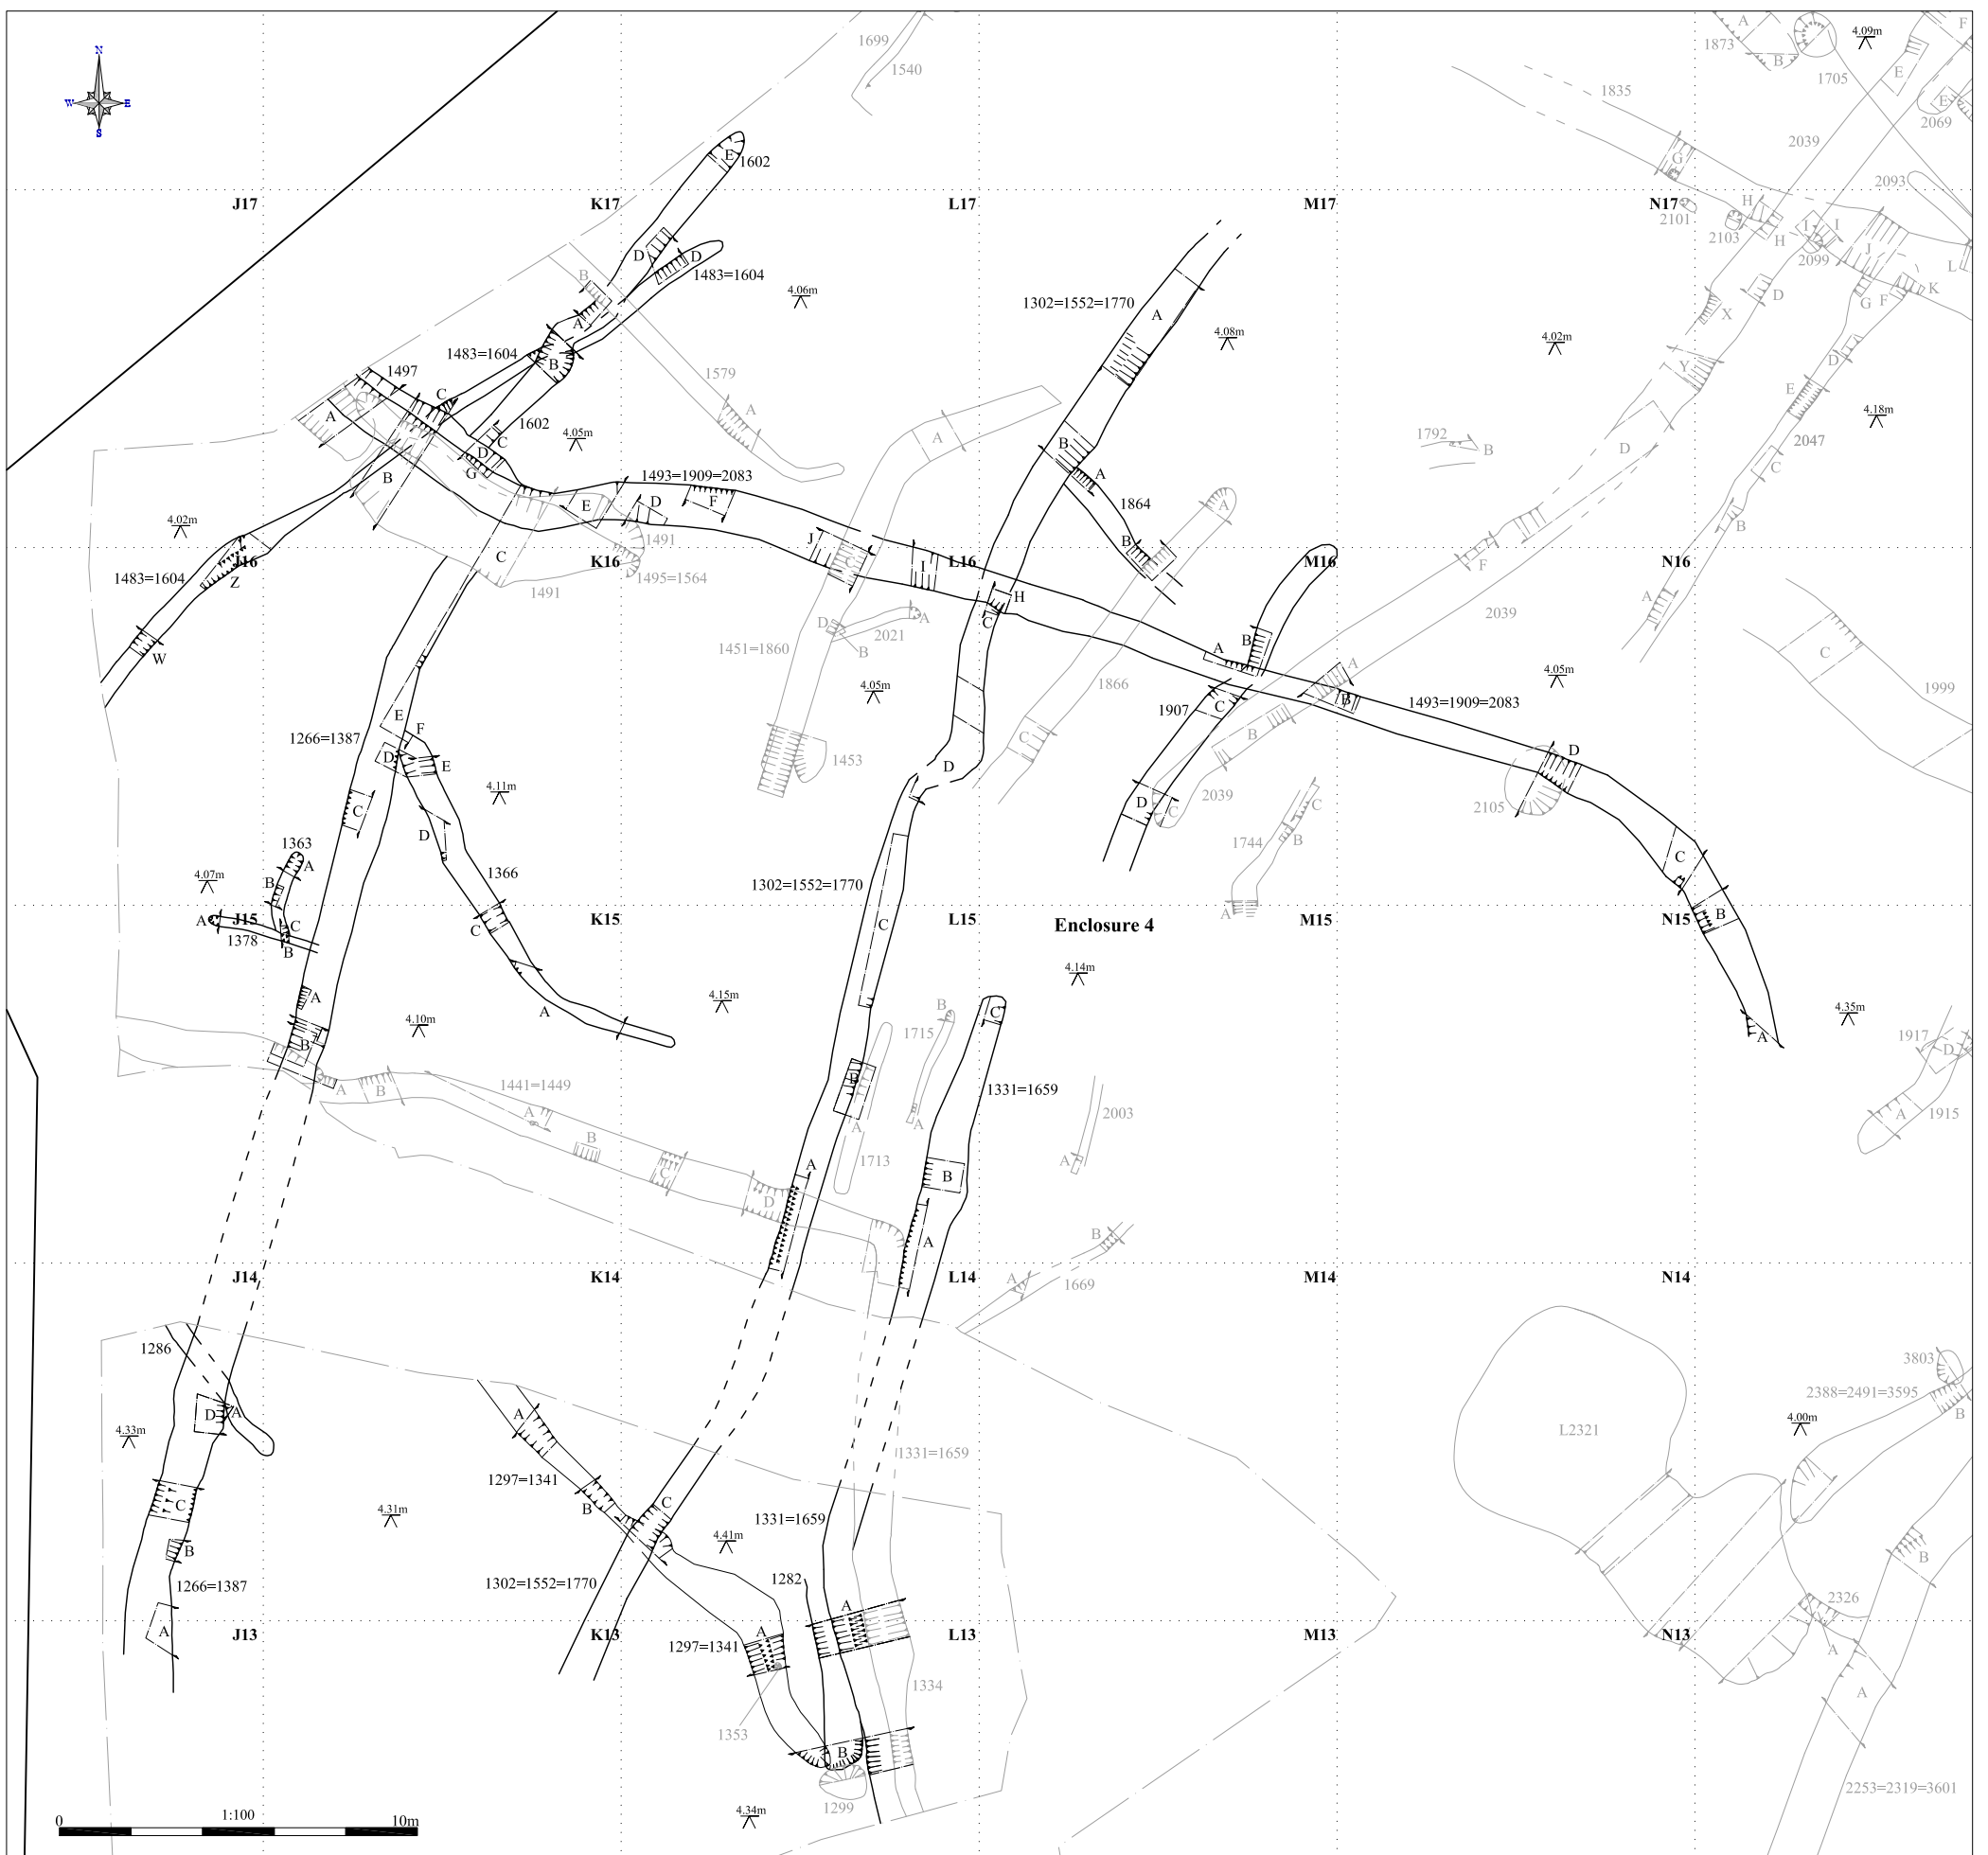 N
W E
S
1699
1540
A
1873
B
1705
4.09m
F
E
E
2069
1835
2039
G
E
1602
2093
J17
K17
L17
M17
N17
2101
H
2103
H
I
I
2099
J
L
D
D
1483=1604
B
A
4.06m
1302=1552=1770
A
4.08m
4.02m
X
D
G
F
K
1483=1604
B
1497
1579
A
Y
D
E
4.18m
C
A
1602
C
4.05m
D
G
B
A
B
A
1792
B
D
2047
C
1493=1909=2083
E
D
F
1864
A
B
4.02m
1491
J
C
I
B
F
J16
K16
L16
M16
N16
1483=1604
Z
C
1491
1495=1564
H
C
A
2039
D
A
2021
B
1451=1860
W
A
B
A
4.05m
4.05m
1866
C
C
1999
1907
C
B
B
1493=1909=2083
E
F
1266=1387
D
E
1453
D
4.11m
C
D
D
C
2039
2105
D
1744
C
B
1363
A
4.07m
B
1366
1302=1552=1770
C
A
J15
C
K15
L15
Enclosure 4
M15
N15
B
A
1378
B
C
C
A
A
4.15m
4.14m
4.35m
A
4.10m
B
B
C
1715
1917
D
A
B
1441=1449
B
1331=1659
A
A
A
2003
A
1915
B
C
A
1713
B
A
D
A
B
J14
K14
L14
A
1669
M14
N14
1286
3803
2388=2491=3595
B
4.33m
D
A
A
4.00m
L2321
1331=1659
1297=1341
C
B
C
4.31m
1331=1659
4.41m
B
B
1266=1387
1302=1552=1770
1282
A
2326
A
J13
K13
1297=1341
A
L13
M13
N13
A
1334
A
1353
B
1299
2253=2319=3601
4.34m
0 1:100 10m